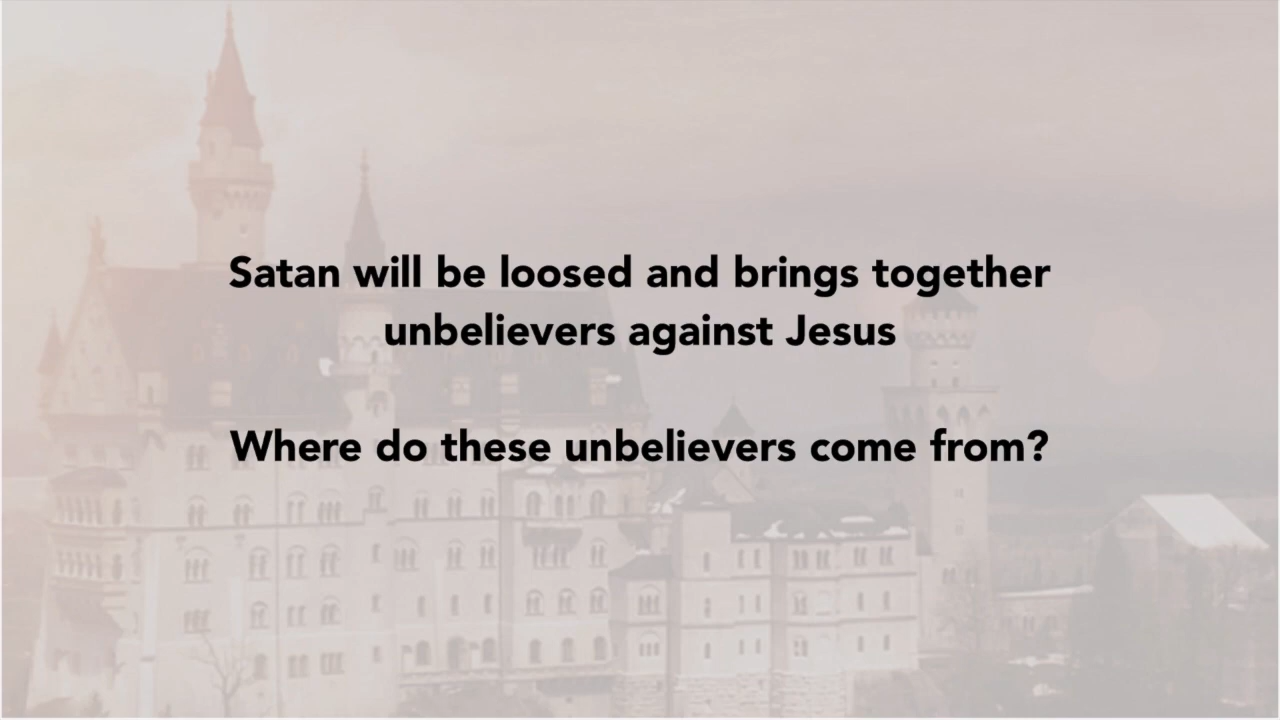 Satan will be loosed and brings together
unbelievers against Jesus
Where do these unbelievers come from?